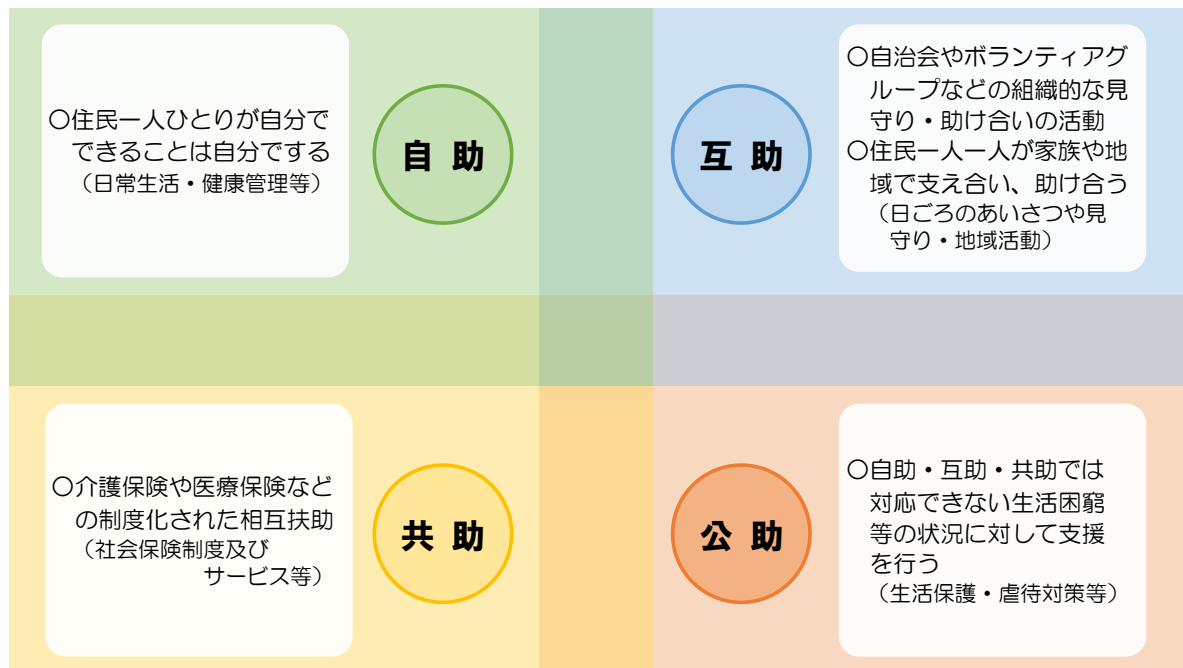 〇住民一人ひとりが自分で
できることは自分でする
（日常生活・健康管理等）
自 助
互 助
〇自治会やボランティアグ
ループなどの組織的な見
守り・助け合いの活動
〇住民一人一人が家族や地
域で支え合い、助け合う
（日ごろのあいさつや見
守り・地域活動）
〇介護保険や医療保険など
の制度化された相互扶助
（社会保険制度及び
サービス等）
共 助
公 助
〇自助・互助・共助では
対応できない生活困窮
等の状況に対して支援
を行う
（生活保護・虐待対策等）